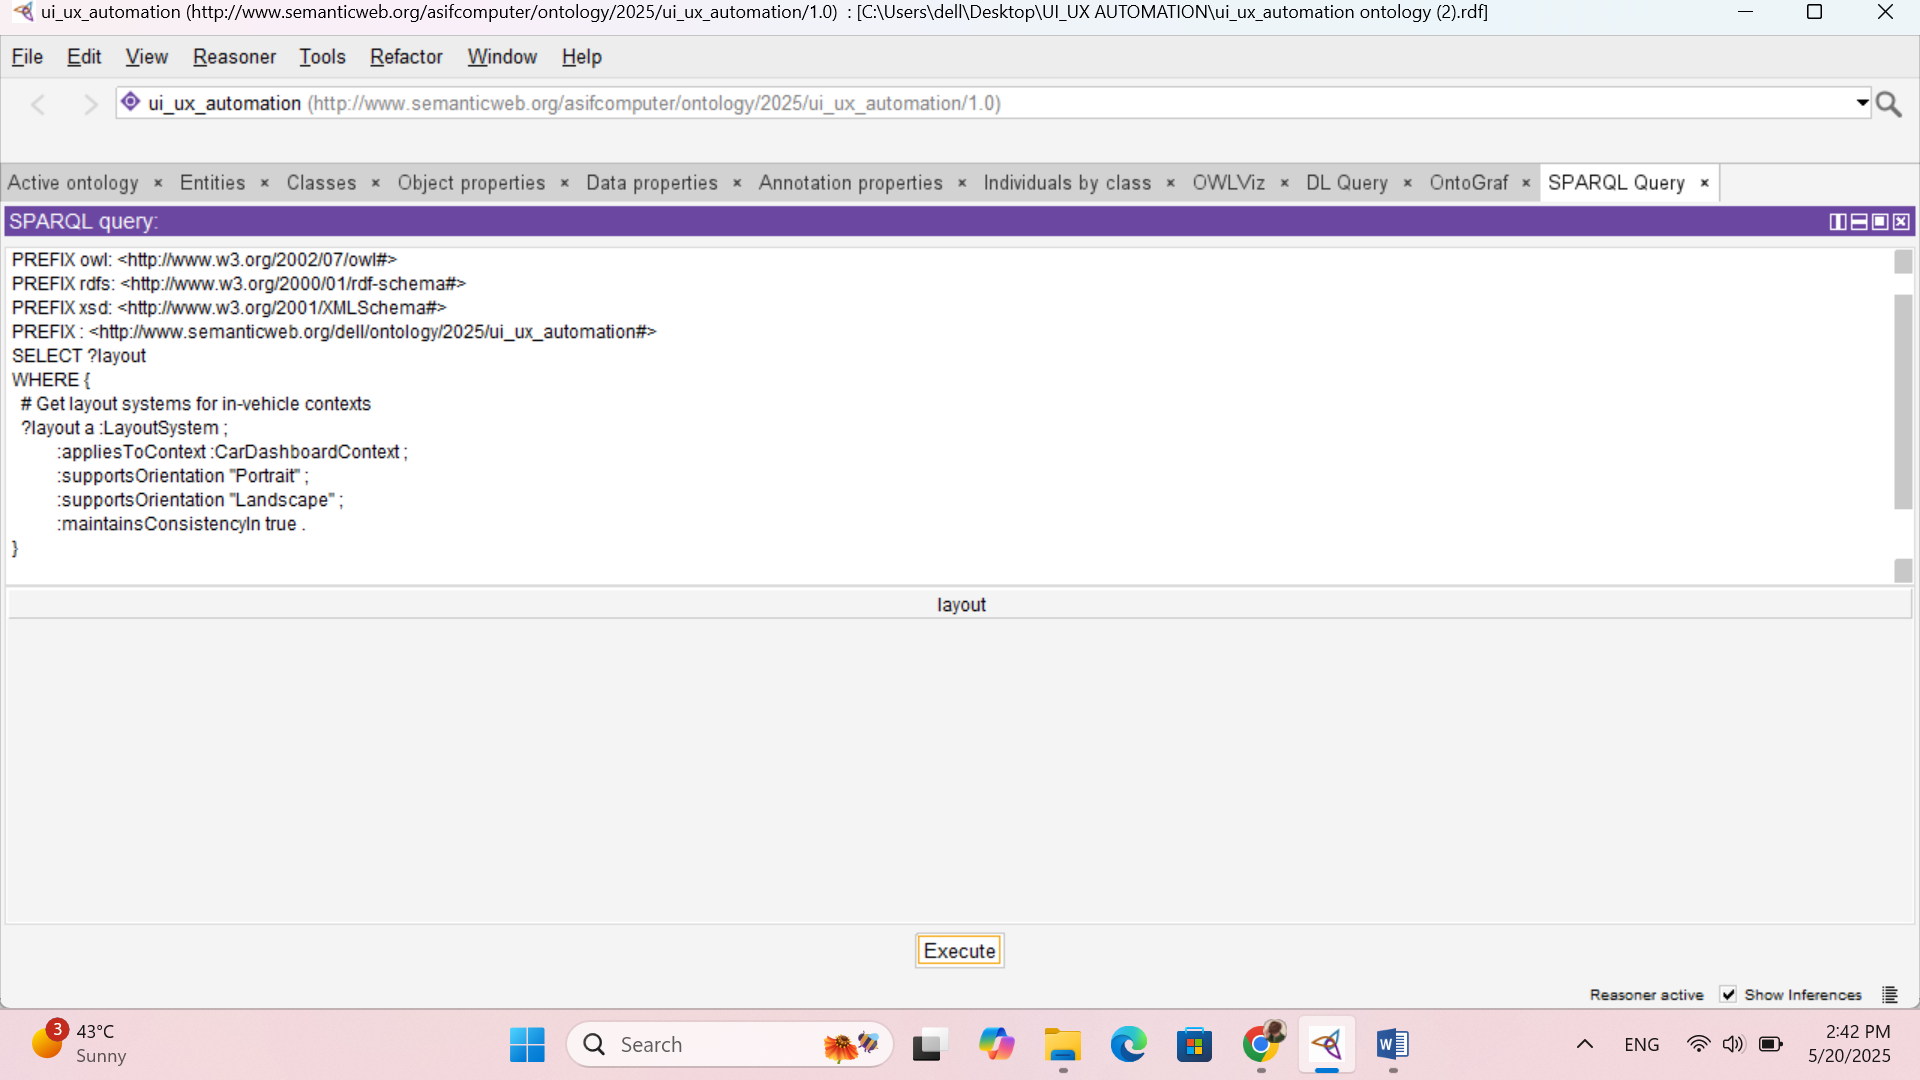 ui_ux_automation (http://www.semanticweb.org/asifcomputer/ontology/2025/ui_ux_automation/1.0)  : [C:\Users\dell\Desktop\UI_UX AUTOMATION\ui_ux_automation ontology (2).rdf]
File Edit View Reasoner Tools Refactor Window Help
ui_ux_automation (http://www.semanticweb.org/asifcomputer/ontology/2025/ui_ux_automation/1.0)
Active ontology × Entities × Classes × Object properties × Data properties × Annotation properties × Individuals by class × OWLViz × DL Query × OntoGraf × SPARQL Query ×
SPARQL query:
PREFIX owl: <http://www.w3.org/2002/07/owl#>
PREFIX rdfs: <http://www.w3.org/2000/01/rdf-schema#>
PREFIX xsd: <http://www.w3.org/2001/XMLSchema#>
PREFIX : <http://www.semanticweb.org/dell/ontology/2025/ui_ux_automation#>
SELECT ?layout
WHERE {
# Get layout systems for in-vehicle contexts
?layout a :LayoutSystem ;
:appliesToContext :CarDashboardContext ;
:supportsOrientation "Portrait" ;
:supportsOrientation "Landscape" ;
:maintainsConsistencyIn true .
}
layout
Execute
Reasoner active Show Inferences
3 43°C
Sunny
Search
ENG
2:42 PM
5/20/2025